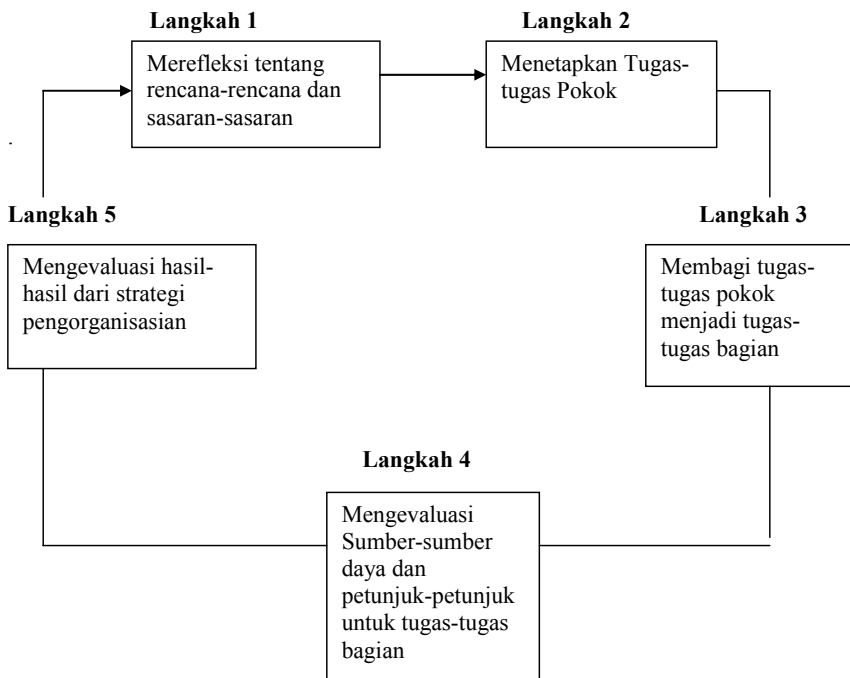 Langkah 1
Merefleksi tentang
rencana-rencana dan
sasaran-sasaran
Langkah 2
Menetapkan Tugas-
tugas Pokok
Langkah 3
Membagi tugas-
tugas pokok
menjadi tugas-
tugas bagian
Langkah 4
Mengevaluasi
Sumber-sumber
daya dan
petunjuk-petunjuk
untuk tugas-tugas
bagian
Langkah 5
Mengevaluasi hasil-
hasil dari strategi
pengorganisasian